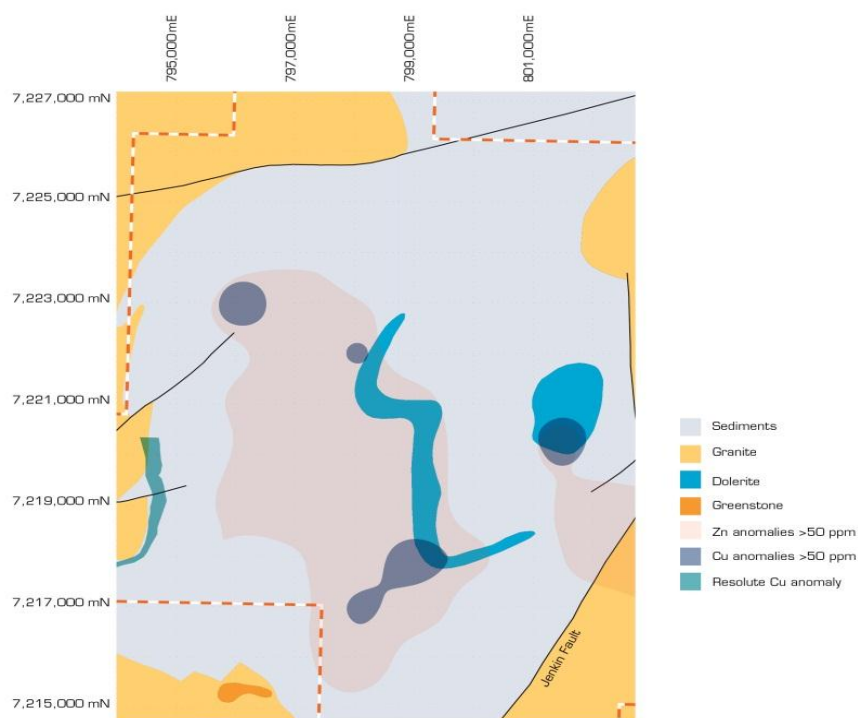 795,000mE
797,000mE
799,000mE
801,000mE
7,227,000 mN
7,225,000 mN
7,223,000 mN
7,221,000 mN
7,219,000 mN
7,217,000 mN
7,215,000 mN
Jenkin Fault
Sediments
Granite
Dolerite
Greenstone
Zn anomalies >50 ppm
Cu anomalies >50 ppm
Resolute Cu anomaly